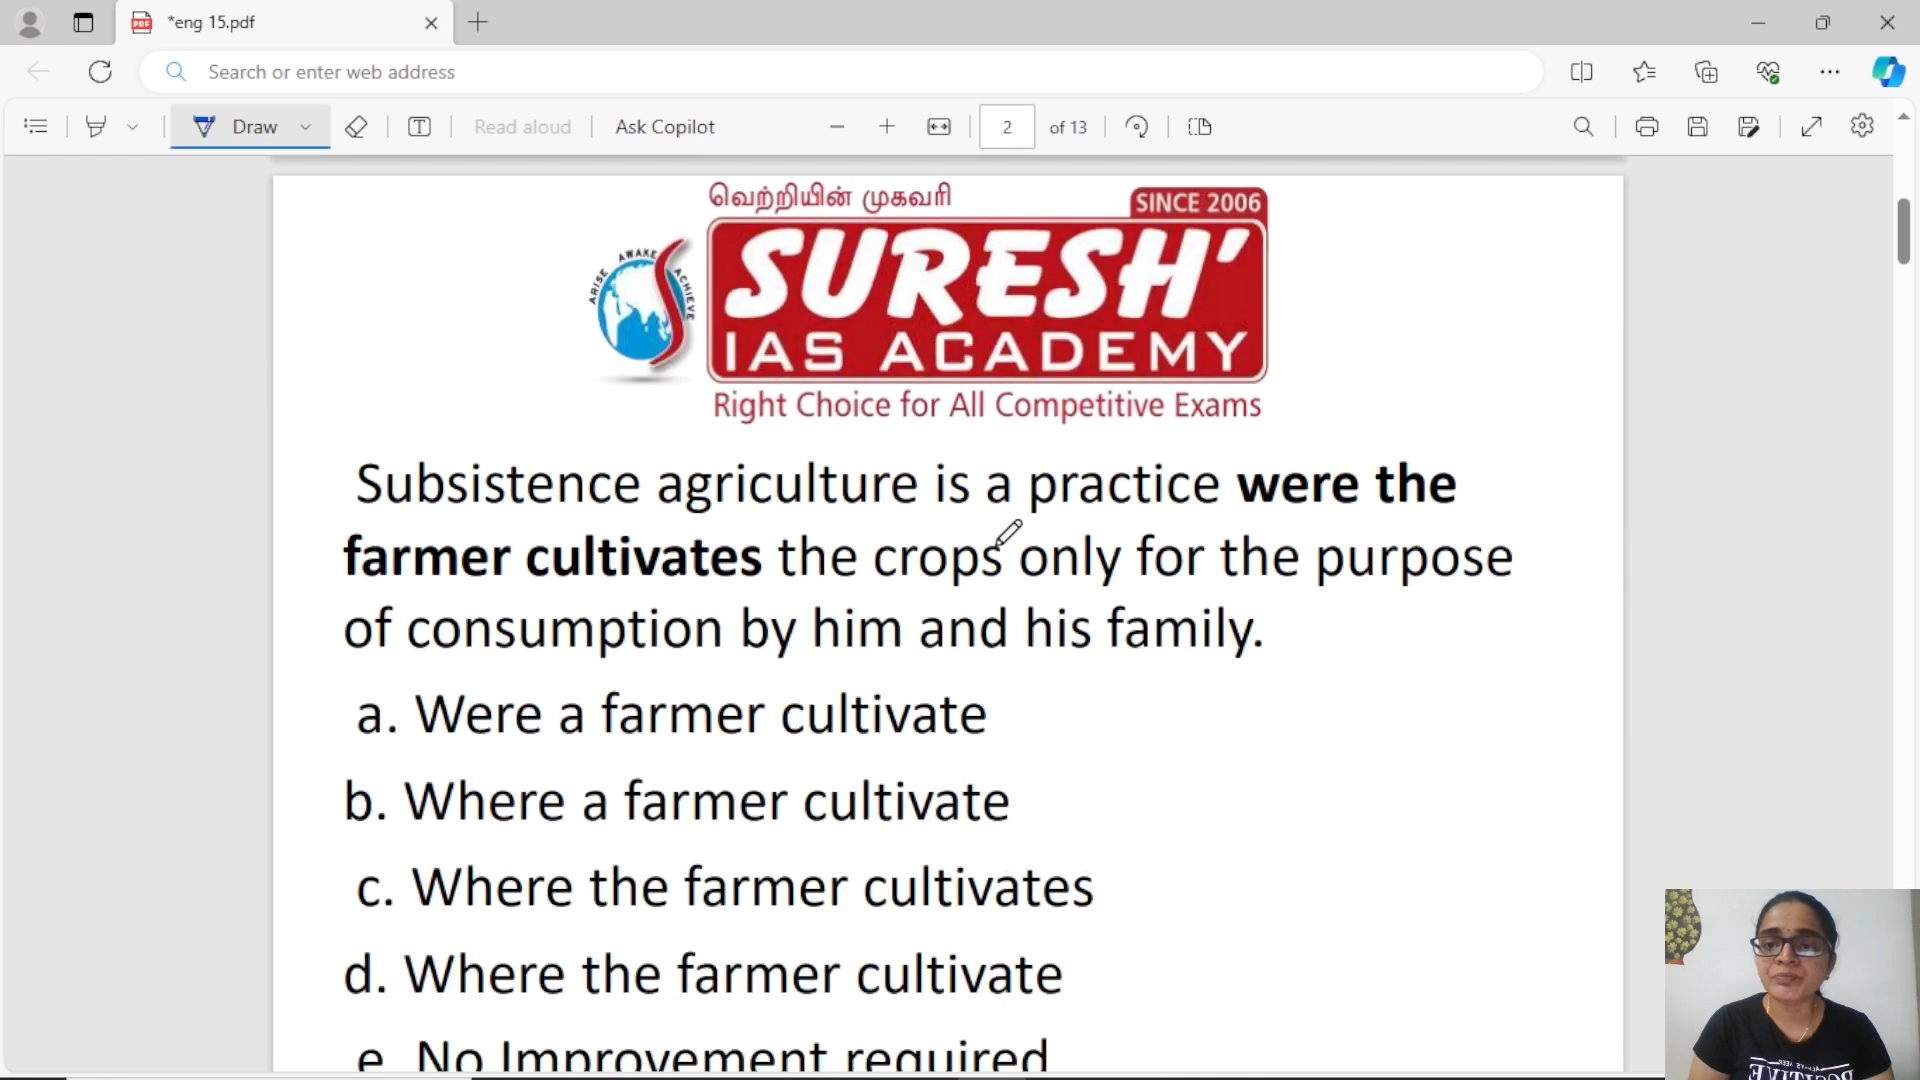 *eng 15.pdf
Search or enter web address
Draw
Read aloud
Ask Copilot
2
of 13
வெற்றியின் முகவரி
SINCE 2006
ARISE AWAKE ACHIEVE
SURESH'
IAS ACADEMY
Right Choice for All Competitive Exams
Subsistence agriculture is a practice were the
farmer cultivates the crops only for the purpose
of consumption by him and his family.
a. Were a farmer cultivate
b. Where a farmer cultivate
c. Where the farmer cultivates
d. Where the farmer cultivate
e. No Improvement required